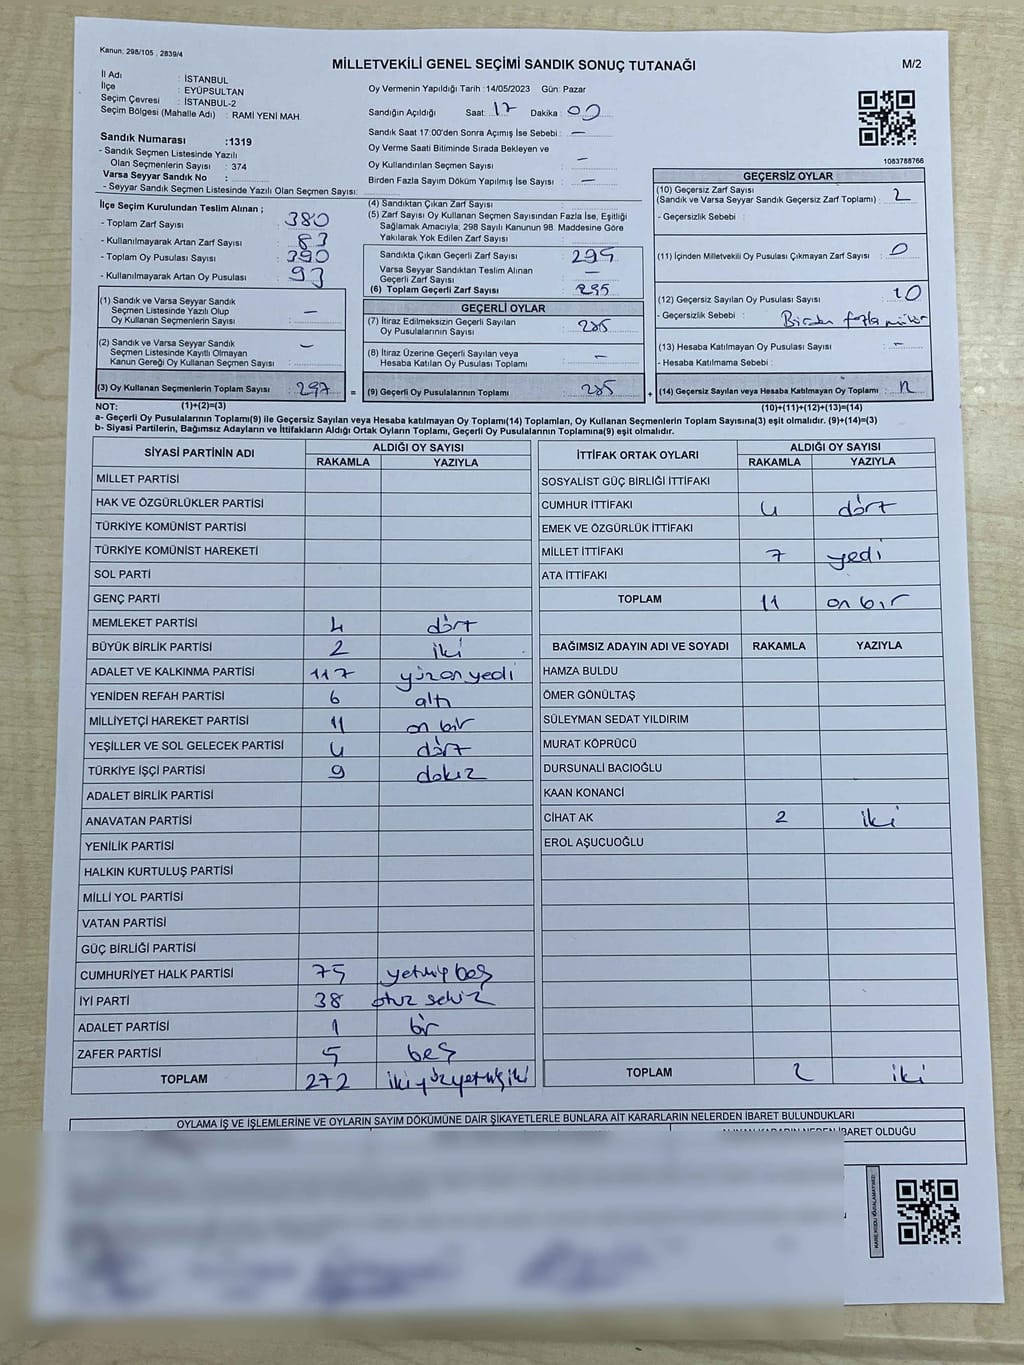 Kanun; 298/105 , 2839/4
MİLLETVEKİLİ GENEL SEÇİMİ SANDIK SONUÇ TUTANAĞI
M/2
İl Adı : İSTANBUL
İlçe : EYÜPSULTAN
Seçim Çevresi : İSTANBUL-2
Seçim Bölgesi (Mahalle Adı) : RAMİ YENİ MAH.
Sandık Numarası :1319
- Sandık Seçmen Listesinde Yazılı
Olan Seçmenlerin Sayısı : 374
Varsa Seyyar Sandık No :
- Seyyar Sandık Seçmen Listesinde Yazılı Olan Seçmen Sayısı:
Oy Vermenin Yapıldığı Tarih :14/05/2023 Gün: Pazar
Sandığın Açıldığı Saat: 17 Dakika : 00
Sandık Saat 17:00'den Sonra Açımış İse Sebebi : —
Oy Verme Saati Bitiminde Sırada Bekleyen ve
Oy Kullandırılan Seçmen Sayısı : —
Birden Fazla Sayım Döküm Yapılmış İse Sayısı : —
1083788766
İlçe Seçim Kurulundan Teslim Alınan ;
- Toplam Zarf Sayısı : 380
- Kullanılmayarak Artan Zarf Sayısı : 83
- Toplam Oy Pusulası Sayısı : 390
- Kullanılmayarak Artan Oy Pusulası : 93
(1) Sandık ve Varsa Seyyar Sandık
Seçmen Listesinde Yazılı Olup
Oy Kullanan Seçmenlerin Sayısı : —
(2) Sandık ve Varsa Seyyar Sandık
Seçmen Listesinde Kayıtlı Olmayan
Kanun Gereği Oy Kullanan Seçmen Sayısı : —
(3) Oy Kullanan Seçmenlerin Toplam Sayısı : 297 =
(1)+(2)=(3)
(4) Sandıktan Çıkan Zarf Sayısı :
(5) Zarf Sayısı Oy Kullanan Seçmen Sayısından Fazla İse, Eşitliği
Sağlamak Amacıyla, 298 Sayılı Kanunun 98. Maddesine Göre
Yakılarak Yok Edilen Zarf Sayısı :
Sandıkta Çıkan Geçerli Zarf Sayısı : 295
Varsa Seyyar Sandıktan Teslim Alınan
Geçerli Zarf Sayısı : —
(6) Toplam Geçerli Zarf Sayısı : 295
GEÇERLİ OYLAR
(7) İtiraz Edilmeksizin Geçerli Sayılan
Oy Pusulalarının Sayısı : 285
(8) İtiraz Üzerine Geçerli Sayılan veya
Hesaba Katılan Oy Pusulası Toplamı : —
(9) Geçerli Oy Pusulalarının Toplamı : 285 +
GEÇERSİZ OYLAR
(10) Geçersiz Zarf Sayısı
(Sandık ve Varsa Seyyar Sandık Geçersiz Zarf Toplamı) : 2
- Geçersizlik Sebebi :
(11) İçinden Milletvekili Oy Pusulası Çıkmayan Zarf Sayısı : 0
(12) Geçersiz Sayılan Oy Pusulası Sayısı : 10
- Geçersizlik Sebebi : Birden fazla mühür
(13) Hesaba Katılmayan Oy Pusulası Sayısı : -
- Hesaba Katılmama Sebebi :
(14) Geçersiz Sayılan veya Hesaba Katılmayan Oy Toplamı : 12
(10)+(11)+(12)+(13)=(14)
NOT:
a- Geçerli Oy Pusulalarının Toplamı(9) ile Geçersiz Sayılan veya Hesaba katılmayan Oy Toplam(14) Toplamları, Oy Kullanan Seçmenlerin Toplam Sayısına(3) eşit olmalıdır. (9)+(14)=(3)
b- Siyasi Partilerin, Bağımsız Adayların ve İttifakların Aldığı Ortak Oyların Toplamı, Geçerli Oy Pusulalarının Toplamına(9) eşit olmalıdır.
SİYASİ PARTİNİN ADI ALDIĞI OY SAYISI
RAKAMLA YAZIYLA
MİLLET PARTİSİ
HAK VE ÖZGÜRLÜKLER PARTİSİ
TÜRKİYE KOMÜNİST PARTİSİ
TÜRKİYE KOMÜNİST HAREKETİ
SOL PARTİ
GENÇ PARTİ
MEMLEKET PARTİSİ 4 dört
BÜYÜK BİRLİK PARTİSİ 2 iki
ADALET VE KALKINMA PARTİSİ 117 yüzonyedi
YENİDEN REFAH PARTİSİ 6 altı
MİLLİYETÇİ HAREKET PARTİSİ 11 on bir
YEŞİLLER VE SOL GELECEK PARTİSİ 4 dört
TÜRKİYE İŞÇİ PARTİSİ 9 dokuz
ADALET BİRLİK PARTİSİ
ANAVATAN PARTİSİ
YENİLİK PARTİSİ
HALKIN KURTULUŞ PARTİSİ
MİLLİ YOL PARTİSİ
VATAN PARTİSİ
GÜÇ BİRLİĞİ PARTİSİ
CUMHURİYET HALK PARTİSİ 75 yetmiş beş
İYİ PARTİ 38 otuz sekiz
ADALET PARTİSİ 1 bir
ZAFER PARTİSİ 5 beş
TOPLAM 272 ikiyüzyetmişiki
İTTİFAK ORTAK OYLARI ALDIĞI OY SAYISI
RAKAMLA YAZIYLA
SOSYALİST GÜÇ BİRLİĞİ İTTİFAKI
CUMHUR İTTİFAKI 4 dört
EMEK VE ÖZGÜRLÜK İTTİFAKI
MİLLET İTTİFAKI 7 yedi
ATA İTTİFAKI
TOPLAM 11 on bir
BAĞIMSIZ ADAYIN ADI VE SOYADI RAKAMLA YAZIYLA
HAMZA BULDU
ÖMER GÖNÜLTAŞ
SÜLEYMAN SEDAT YILDIRIM
MURAT KÖPRÜCÜ
DURSUNALİ BACIOĞLU
KAAN KONANCİ
CİHAT AK 2 iki
EROL AŞUCUOĞLU
TOPLAM 2 iki
OYLAMA İŞ VE İŞLEMLERİNE VE OYLARIN SAYIM DÖKÜMÜNE DAİR ŞİKAYETLERLE BUNLARA AİT KARARLARIN NELERDEN İBARET BULUNDUKLARI
İBARET OLDUĞU